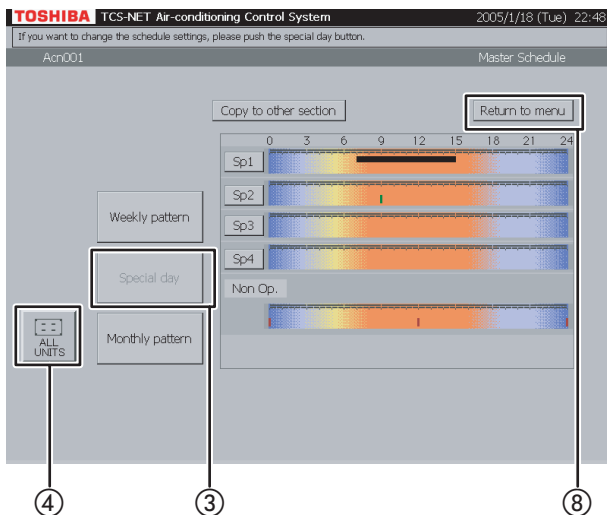 TOSHIBA TCS-NET Air-conditioning Control System 2005/1/18 (Tue) 22:48
If you want to change the schedule settings, please push the special day button.
Acn001 Master Schedule
Copy to other section Return to menu
0 3 6 9 12 15 18 21 24
Sp1
Sp2
Weekly pattern
Sp3
Sp4
Special day
Non Op.
ALL
UNITS
Monthly pattern
④ ③ ⑧